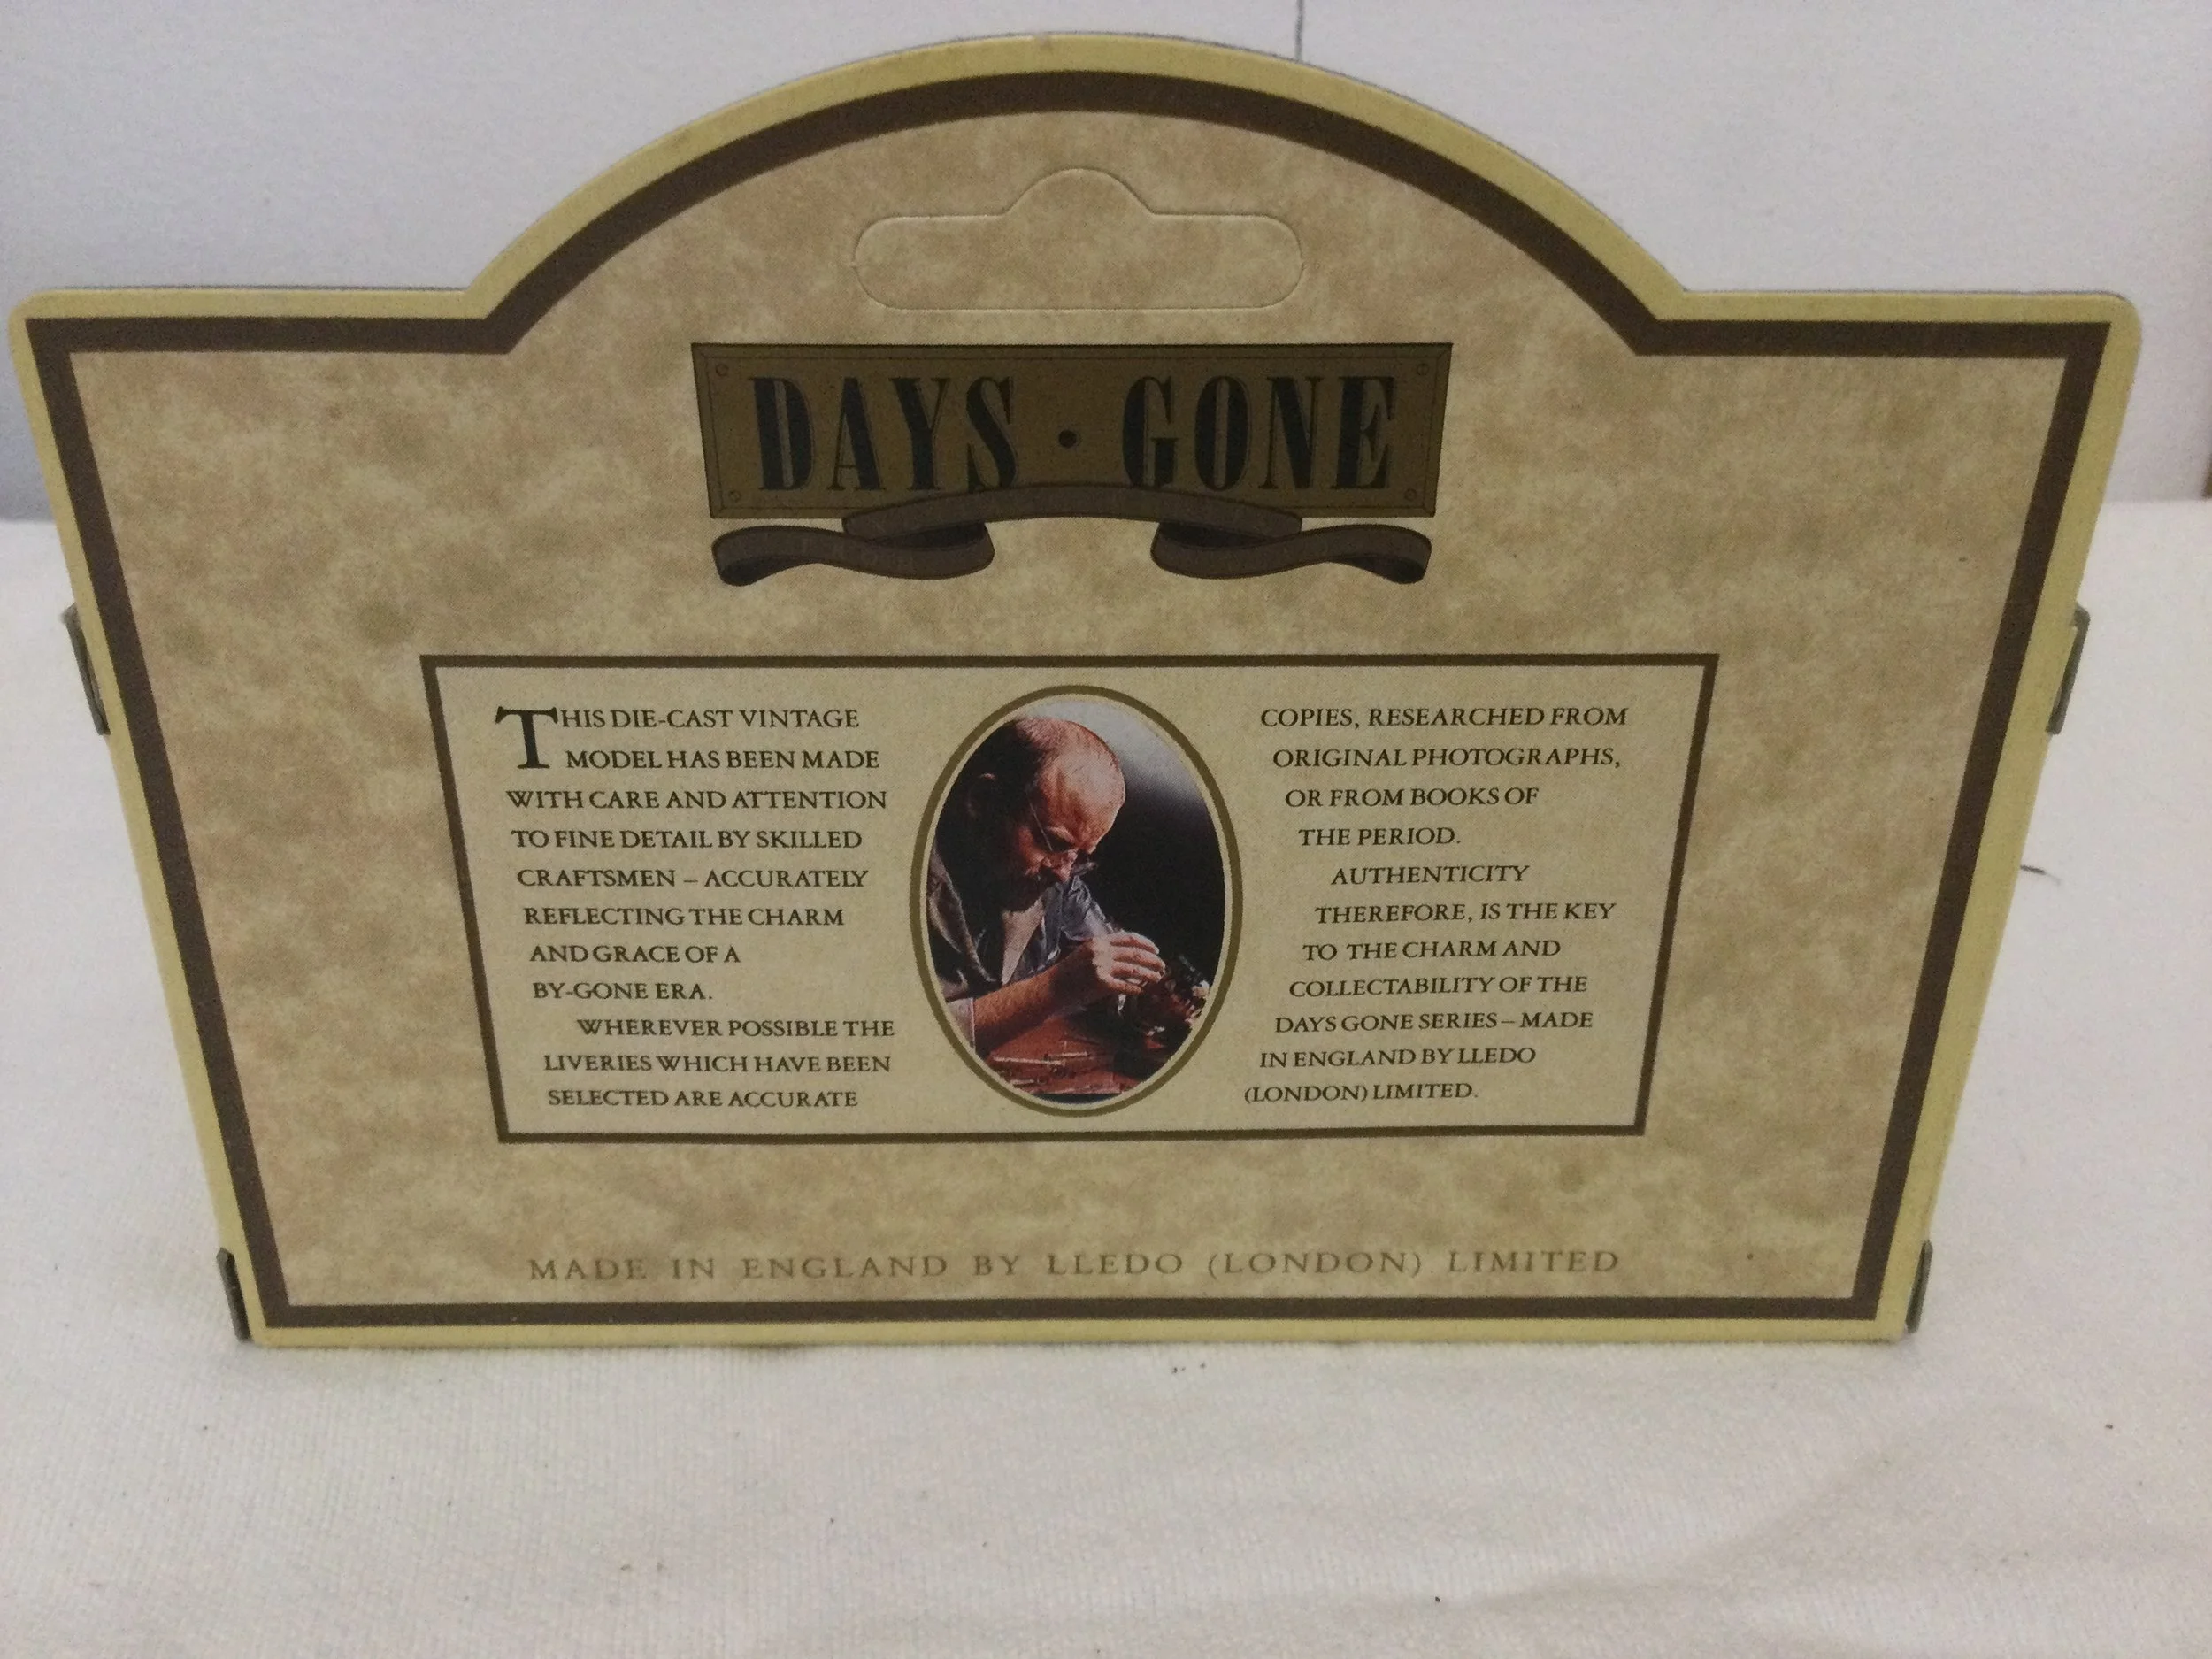 DAYS · GONE
THIS DIE-CAST VINTAGE
MODEL HAS BEEN MADE
WITH CARE AND ATTENTION
TO FINE DETAIL BY SKILLED
CRAFTSMEN – ACCURATELY
REFLECTING THE CHARM
AND GRACE OF A
BY-GONE ERA.
WHEREVER POSSIBLE THE
LIVERIES WHICH HAVE BEEN
SELECTED ARE ACCURATE
COPIES, RESEARCHED FROM
ORIGINAL PHOTOGRAPHS,
OR FROM BOOKS OF
THE PERIOD.
AUTHENTICITY
THEREFORE, IS THE KEY
TO THE CHARM AND
COLLECTABILITY OF THE
DAYS GONE SERIES – MADE
IN ENGLAND BY LLEDO
(LONDON) LIMITED.
MADE IN ENGLAND BY LLEDO (LONDON) LIMITED